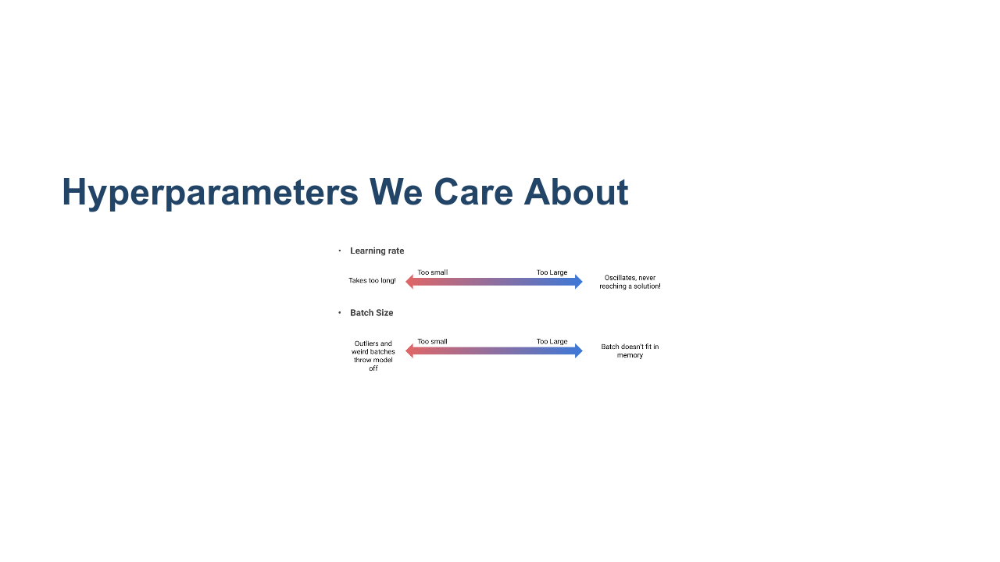 Hyperparameters We Care About
• Learning rate
Too small
Too Large
Takes too long!
Oscillates, never
reaching a solution!
• Batch Size
Too small
Too Large
Outliers and
weird batches
throw model
off
Batch doesn't fit in
memory